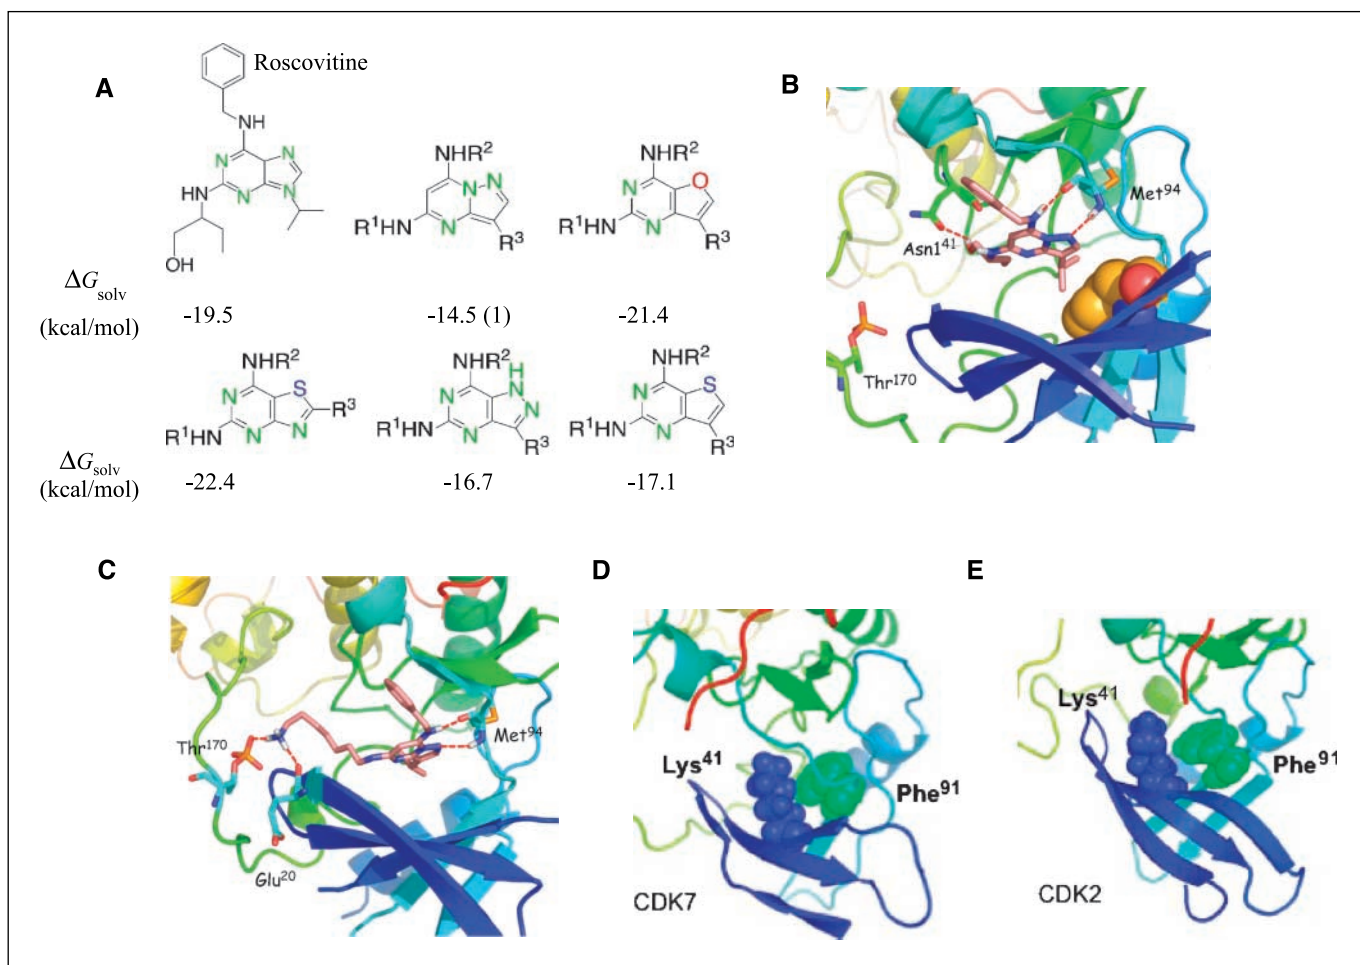 A
Roscovitine
NH
N
N
N
N
HN
OH
NHR²
N
N
N
R¹HN
R³
NHR²
N
O
N
R¹HN
R³
ΔGsolv
(kcal/mol)
-19.5
-14.5 (1)
-21.4
NHR²
N
S
R³
R¹HN
N
N
NHR²
H
N
N
N
N
R¹HN
R³
NHR²
N
S
N
R¹HN
R³
ΔGsolv
(kcal/mol)
-22.4
-16.7
-17.1
B
Met⁹⁴
Asn1⁴¹
Thr¹⁷⁰
C
Thr¹⁷⁰
Met⁹⁴
Glu²⁰
D
Lys⁴¹
Phe⁹¹
CDK7
E
Lys⁴¹
Phe⁹¹
CDK2